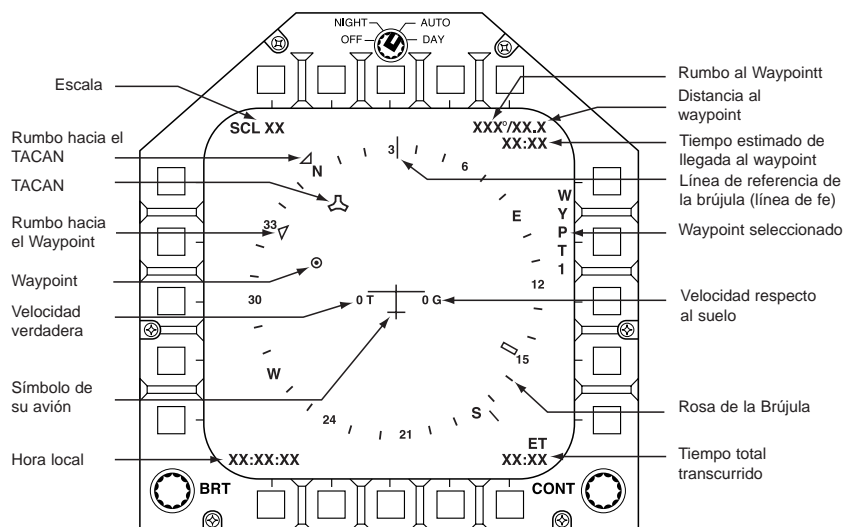 NIGHT
AUTO
OFF
DAY
Escala
Rumbo hacia el
TACAN
TACAN
Rumbo hacia
el Waypoint
Waypoint
Velocidad
verdadera
Símbolo de
su avión
Hora local
SCL XX
XXX°/XX.X
XX:XX
N
3
6
E
12
15
S
21
24
W
30
33
W
Y
P
T
1
0 T
0 G
XX:XX:XX
ET
XX:XX
BRT
CONT
Rumbo al Waypointt
Distancia al
waypoint
Tiempo estimado de
llegada al waypoint
Línea de referencia de
la brújula (línea de fe)
Waypoint seleccionado
Velocidad respecto
al suelo
Rosa de la Brújula
Tiempo total
transcurrido